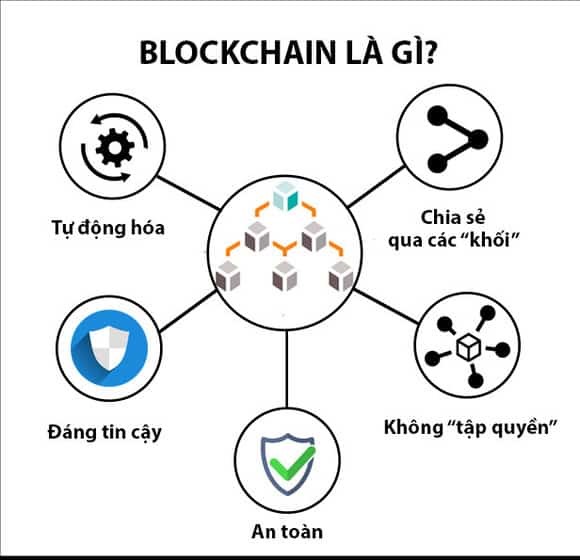 BLOCKCHAIN LÀ GÌ?
Tự động hóa
Chia sẻ
qua các “khối”
Đáng tin cậy
Không “tập quyền”
An toàn